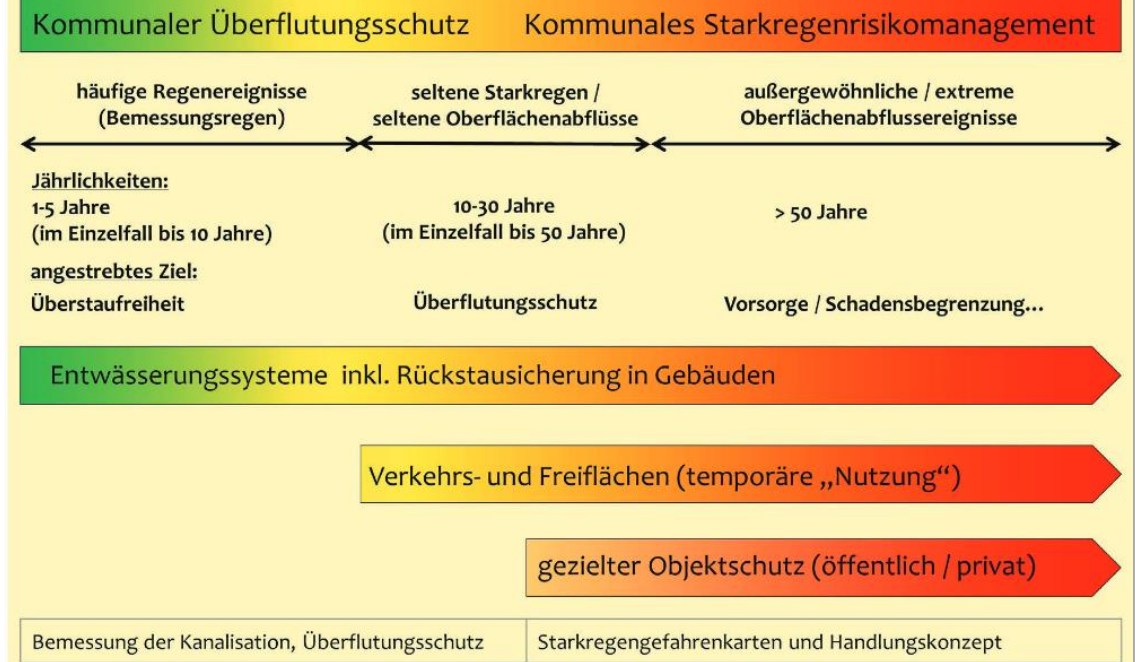 Kommunaler Überflutungsschutz Kommunales Starkregenrisikomanagement
häufige Regenereignisse
(Bemessungsregen)
seltene Starkregen /
seltene Oberflächenabflüsse
außergewöhnliche / extreme
Oberflächenabflussereignisse
Jährlichkeiten:
1-5 Jahre
(im Einzelfall bis 10 Jahre)
10-30 Jahre
(im Einzelfall bis 50 Jahre)
> 50 Jahre
angestrebtes Ziel:
Überstaufreiheit
Überflutungsschutz
Vorsorge / Schadensbegrenzung...
Entwässerungssysteme inkl. Rückstausicherung in Gebäuden
Verkehrs- und Freiflächen (temporäre „Nutzung“)
gezielter Objektschutz (öffentlich / privat)
Bemessung der Kanalisation, Überflutungsschutz
Starkregengefahrenkarten und Handlungskonzept